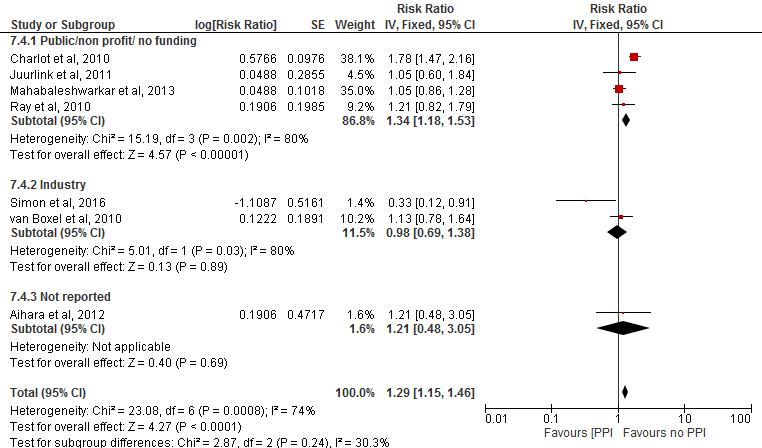 Risk Ratio Risk Ratio
Study or Subgroup log[Risk Ratio] SE Weight IV, Fixed, 95% CI IV, Fixed, 95% CI
7.4.1 Public/non profit/ no funding
Charlot et al, 2010 0.5766 0.0976 38.1% 1.78 [1.47, 2.16]
Juurlink et al, 2011 0.0488 0.2855 4.5% 1.05 [0.60, 1.84]
Mahabaleshwarkar et al, 2013 0.0488 0.1018 35.0% 1.05 [0.86, 1.28]
Ray et al, 2010 0.1906 0.1985 9.2% 1.21 [0.82, 1.79]
Subtotal (95% CI) 86.8% 1.34 [1.18, 1.53]
Heterogeneity: Chi² = 15.19, df = 3 (P = 0.002); I² = 80%
Test for overall effect: Z = 4.57 (P < 0.00001)
7.4.2 Industry
Simon et al, 2016 -1.1087 0.5161 1.4% 0.33 [0.12, 0.91]
van Boxel et al, 2010 0.1222 0.1891 10.2% 1.13 [0.78, 1.64]
Subtotal (95% CI) 11.5% 0.98 [0.69, 1.38]
Heterogeneity: Chi² = 5.01, df = 1 (P = 0.03); I² = 80%
Test for overall effect: Z = 0.13 (P = 0.89)
7.4.3 Not reported
Aihara et al, 2012 0.1906 0.4717 1.6% 1.21 [0.48, 3.05]
Subtotal (95% CI) 1.6% 1.21 [0.48, 3.05]
Heterogeneity: Not applicable
Test for overall effect: Z = 0.40 (P = 0.69)
Total (95% CI) 100.0% 1.29 [1.15, 1.46]
Heterogeneity: Chi² = 23.08, df = 6 (P = 0.0008); I² = 74%
Test for overall effect: Z = 4.27 (P < 0.0001)
Test for subgroup differences: Chi² = 2.87, df = 2 (P = 0.24), I² = 30.3%
0.01 0.1 1 10 100
Favours [PPI Favours no PPI